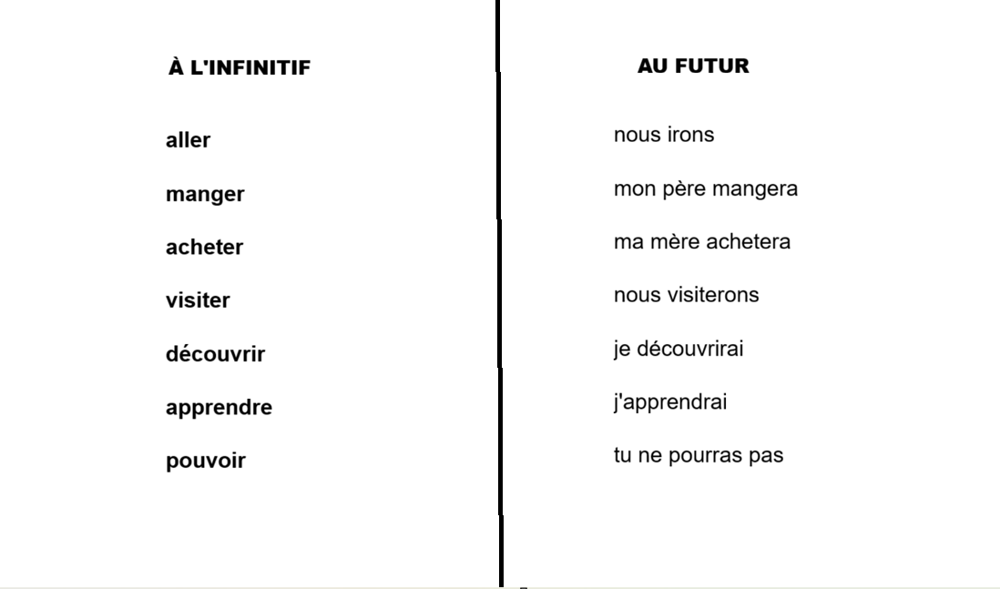 À L'INFINITIF
aller
manger
acheter
visiter
découvrir
apprendre
pouvoir
AU FUTUR
nous irons
mon père mangera
ma mère achetera
nous visiterons
je découvrirai
j'apprendrai
tu ne pourras pas